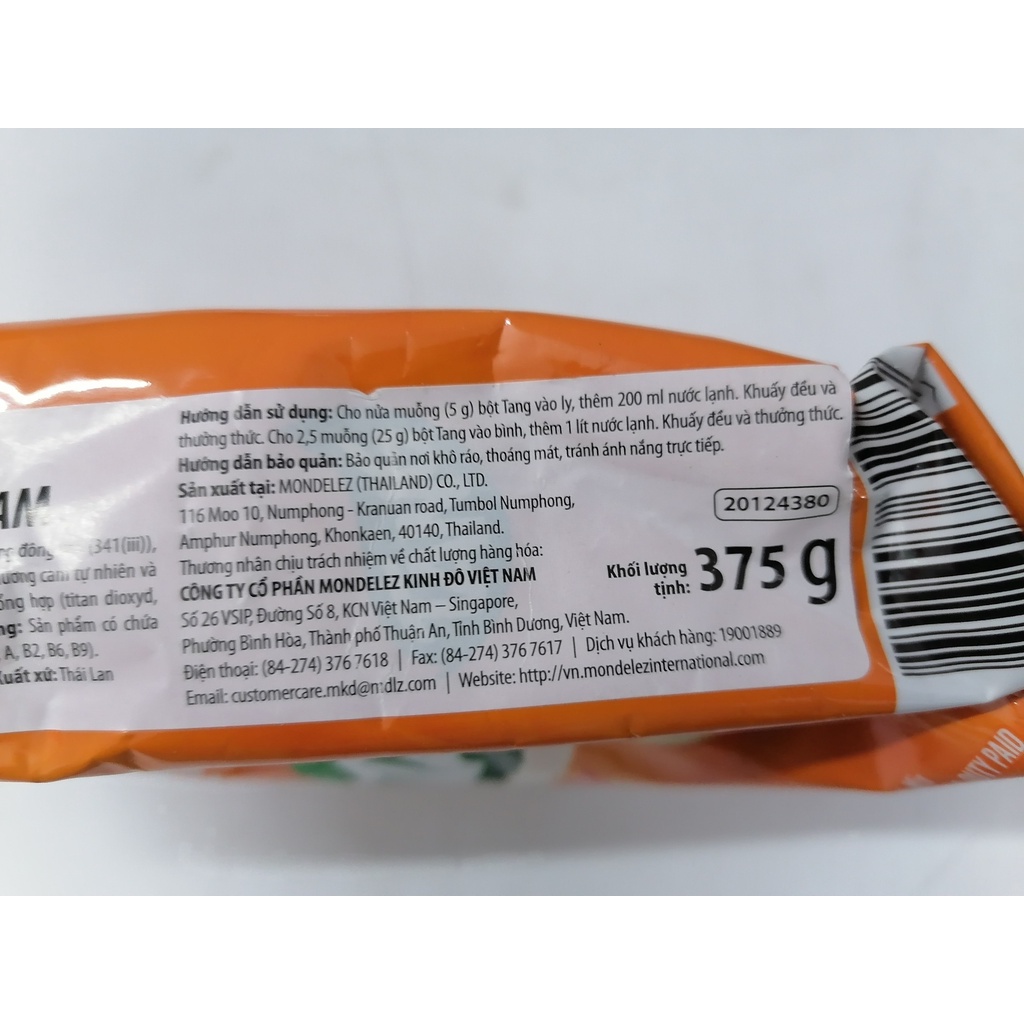 AM
(341(iii)),
cam tự nhiên và
hợp (titan dioxyd,
Sản phẩm có chứa
A, B2, B6, B9).
xuất xứ: Thái Lan
Hướng dẫn sử dụng: Cho nửa muỗng (5 g) bột Tang vào ly, thêm 200 ml nước lạnh. Khuấy đều và
thưởng thức. Cho 2,5 muỗng (25 g) bột Tang vào bình, thêm 1 lít nước lạnh. Khuấy đều và thưởng thức.
Hướng dẫn bảo quản: Bảo quản nơi khô ráo, thoáng mát, tránh ánh nắng trực tiếp.
Sản xuất tại: MONDELEZ (THAILAND) CO., LTD.
116 Moo 10, Numphong - Kranuan road, Tumbol Numphong,
Amphur Numphong, Khonkaen, 40140, Thailand.
Thương nhân chịu trách nhiệm về chất lượng hàng hóa:
CÔNG TY CỔ PHẦN MONDELEZ KINH ĐÔ VIỆT NAM
Số 26 VSIP, Đường Số 8, KCN Việt Nam – Singapore,
Phường Bình Hòa, Thành phố Thuận An, Tỉnh Bình Dương, Việt Nam.
Điện thoại: (84-274) 376 7618 | Fax: (84-274) 376 7617 | Dịch vụ khách hàng: 19001889
Email: customercare.mkd@mdlz.com | Website: http://vn.mondelezinternational.com
20124380
Khối lượng
tịnh: 375 g
PAID